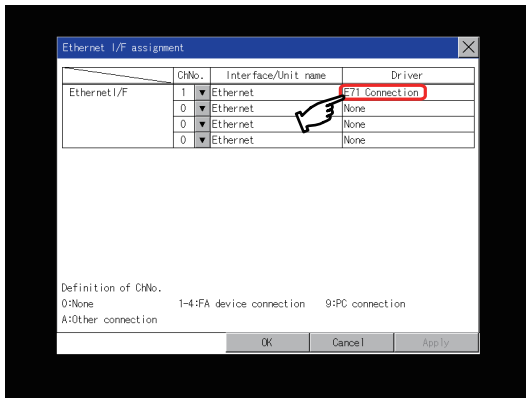 Ethernet I/F assignment
ChNo. Interface/Unit name Driver
EthernetI/F 1 ▼ Ethernet E71 Connection
0 ▼ Ethernet None
0 ▼ Ethernet None
0 ▼ Ethernet None
Definition of ChNo.
0:None 1-4:FA device connection 9:PC connection
A:Other connection
OK Cancel Apply